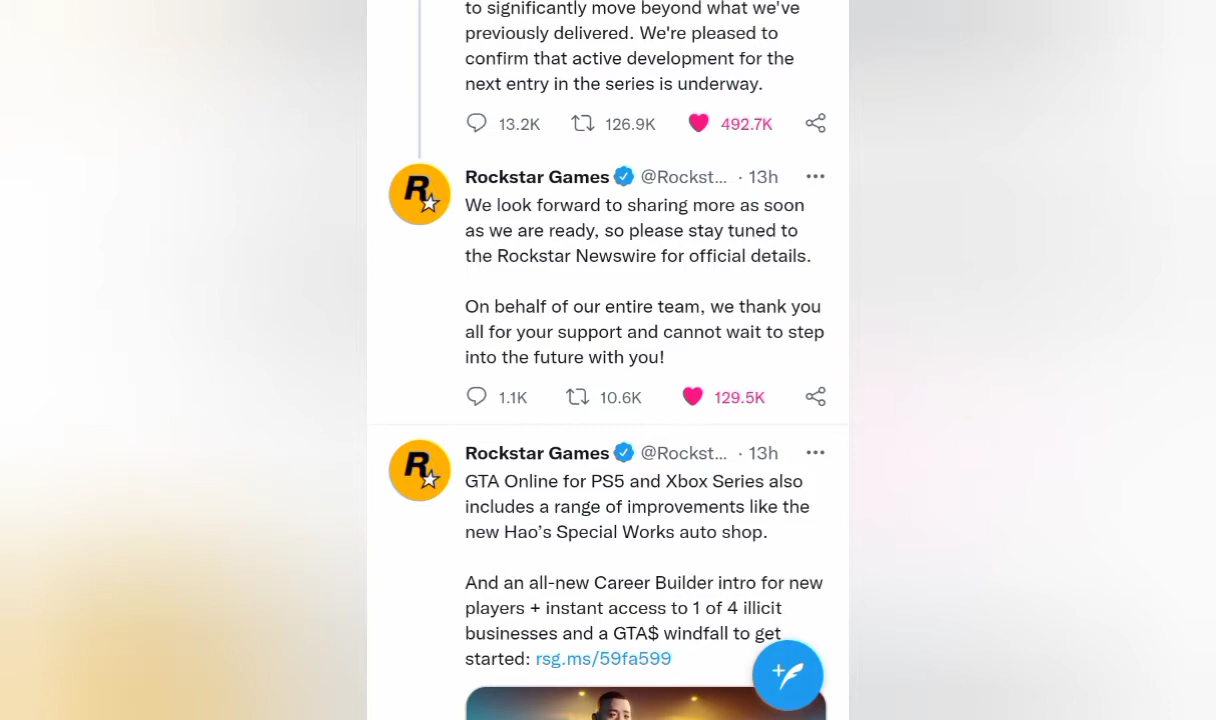 to significantly move beyond what we've
previously delivered. We're pleased to
confirm that active development for the
next entry in the series is underway.
13.2K 126.9K 492.7K
R
Rockstar Games @Rockst... · 13h
We look forward to sharing more as soon
as we are ready, so please stay tuned to
the Rockstar Newswire for official details.
On behalf of our entire team, we thank you
all for your support and cannot wait to step
into the future with you!
1.1K 10.6K 129.5K
R
Rockstar Games @Rockst... · 13h
GTA Online for PS5 and Xbox Series also
includes a range of improvements like the
new Hao’s Special Works auto shop.
And an all-new Career Builder intro for new
players + instant access to 1 of 4 illicit
businesses and a GTA$ windfall to get
started: rsg.ms/59fa599